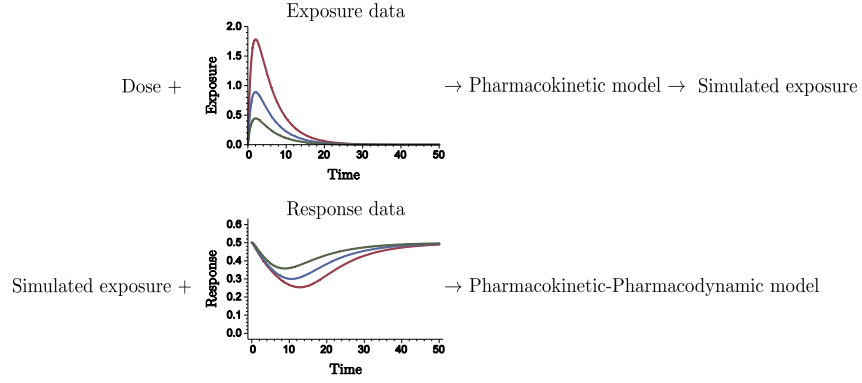 Exposure data
2.0
1.5
Dose + Exposure → Pharmacokinetic model → Simulated exposure
1.0
0.5
0.0
0 10 20 30 40 50
Time
Response data
0.6
0.5
0.4
Simulated exposure + Response → Pharmacokinetic-Pharmacodynamic model
0.3
0.2
0.1
0.0
0 10 20 30 40 50
Time